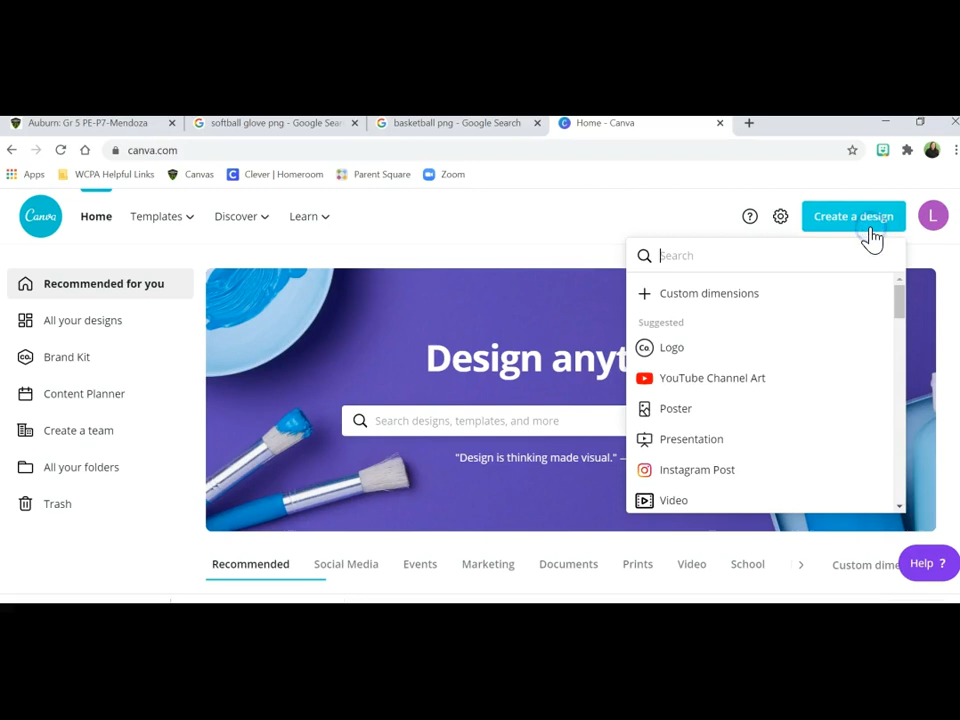 Auburn: Gr 5 PE-P7-Mendoza
softball glove png - Google Sea
basketball png - Google Search
Home - Canva
canva.com
Apps
WCPA Helpful Links
Canvas
Clever | Homeroom
Parent Square
Zoom
Canva
Home
Templates
Discover
Learn
?
Create a design
L
Search
Recommended for you
Custom dimensions
All your designs
Suggested
Co.
Logo
Brand Kit
Design anyt
YouTube Channel Art
Content Planner
Poster
Search designs, templates, and more
Create a team
Presentation
"Design is thinking made visual." –
All your folders
Instagram Post
Trash
Video
Recommended
Social Media
Events
Marketing
Documents
Prints
Video
School
Custom dime
Help ?